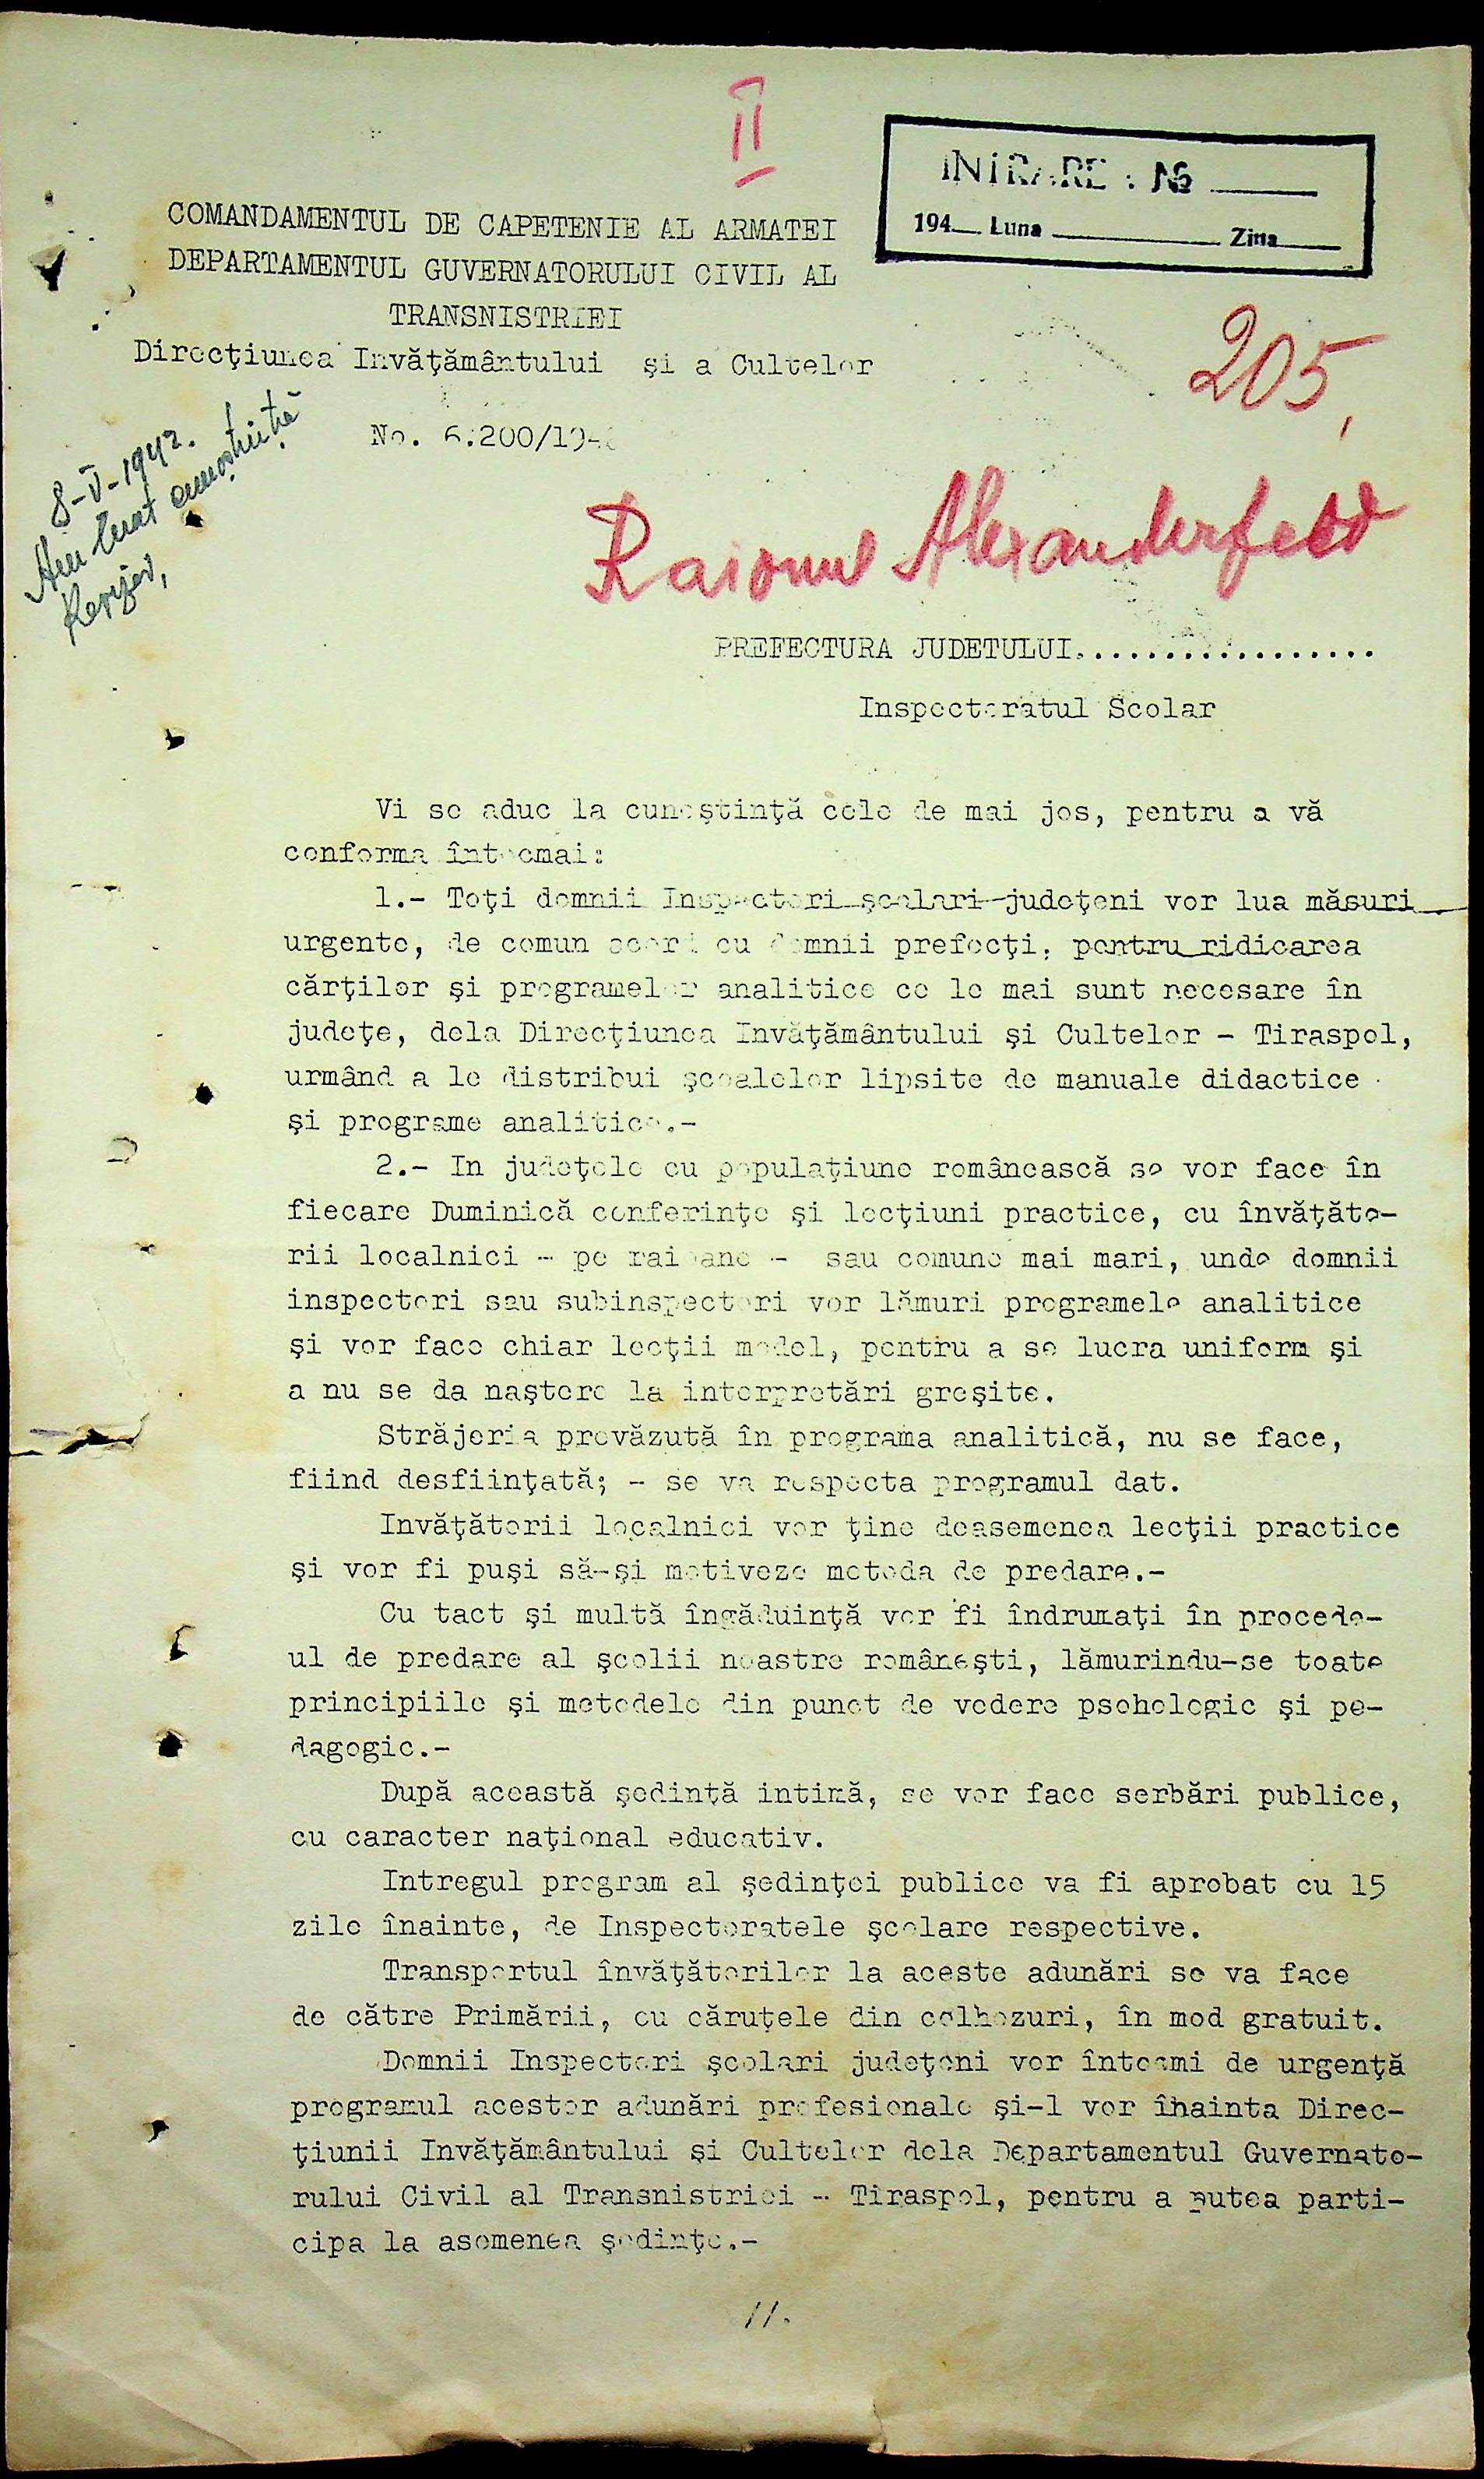 II
INTRARE : №
194__ Luna ________ Ziua____
COMANDAMENTUL DE CAPETENIE AL ARMATEI
DEPARTAMENTUL GUVERNATORULUI CIVIL AL
TRANSNISTRIEI
Direcţiunea Invăţământului şi a Cultelor
205,
No. 6.200/194
8-V-1942.
Am luat cunoştiită
Raionul Alexanderfeld
PREFECTURA JUDETULUI..................
Inspectoratul Scolar
Vi se aduc la cunoştinţă cele de mai jos, pentru a vă
conforma întocmai:
1.- Toţi domnii Inspectori şcolari judeţeni vor lua măsuri
urgente, de comun acord cu domnii prefecţi, pentru ridicarea
cărţilor şi programelor analitice ce le mai sunt necesare în
judeţe, dela Direcţiunea Invăţământului şi Cultelor - Tiraspol,
urmând a le distribui şcoalelor lipsite de manuale didactice
şi programe analitice.-
2.- In judeţele cu populaţiune românească se vor face în
fiecare Duminică conferinţe şi lecţiuni practice, cu învăţăto-
rii localnici - pe raioane - sau comune mai mari, unde domnii
inspectori sau subinspectori vor lămuri programele analitice
şi vor face chiar lecţii model, pentru a se lucra uniform şi
a nu se da naştere la interpretări greşite.
Străjeria prevăzută în programa analitică, nu se face,
fiind desfiinţată; - se va respecta programul dat.
Invăţătorii localnici vor ţine deasemenea lecţii practice
şi vor fi puşi să-şi motiveze metoda de predare.-
Cu tact şi multă îngăduinţă vor fi îndrumaţi în procede-
ul de predare al şcolii noastre româneşti, lămurindu-se toate
principiile şi metodele din punct de vedere psohologic şi pe-
dagogic.-
După această şedinţă intimă, se vor face serbări publice,
cu caracter naţional educativ.
Intregul program al şedinţei publice va fi aprobat cu 15
zile înainte, de Inspectoratele şcolare respective.
Transportul învăţătorilor la aceste adunări se va face
de către Primării, cu căruţele din colhozuri, în mod gratuit.
Domnii Inspectori şcolari judeţeni vor întocmi de urgenţă
programul acestor adunări profesionale şi-l vor înainta Direc-
ţiunii Invăţământului şi Cultelor dela Departamentul Guvernato-
rului Civil al Transnistriei - Tiraspol, pentru a putea parti-
cipa la asemenea şedinţe.-
//.